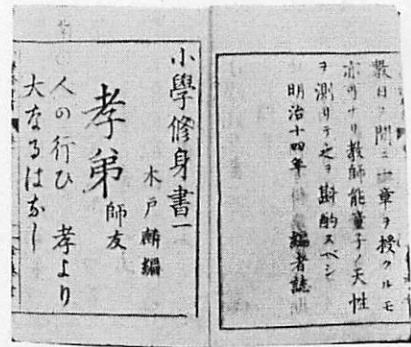 數日ノ間ニ一章ヲ授クルモ
亦可ナリ教師能童子ノ天性
ヲ測リテ之ヲ斟酌スベシ
明治十四年 編者誌
小學修身書一
木戸麟編
孝弟
師友
人の行ひ 孝より
大なるはなし